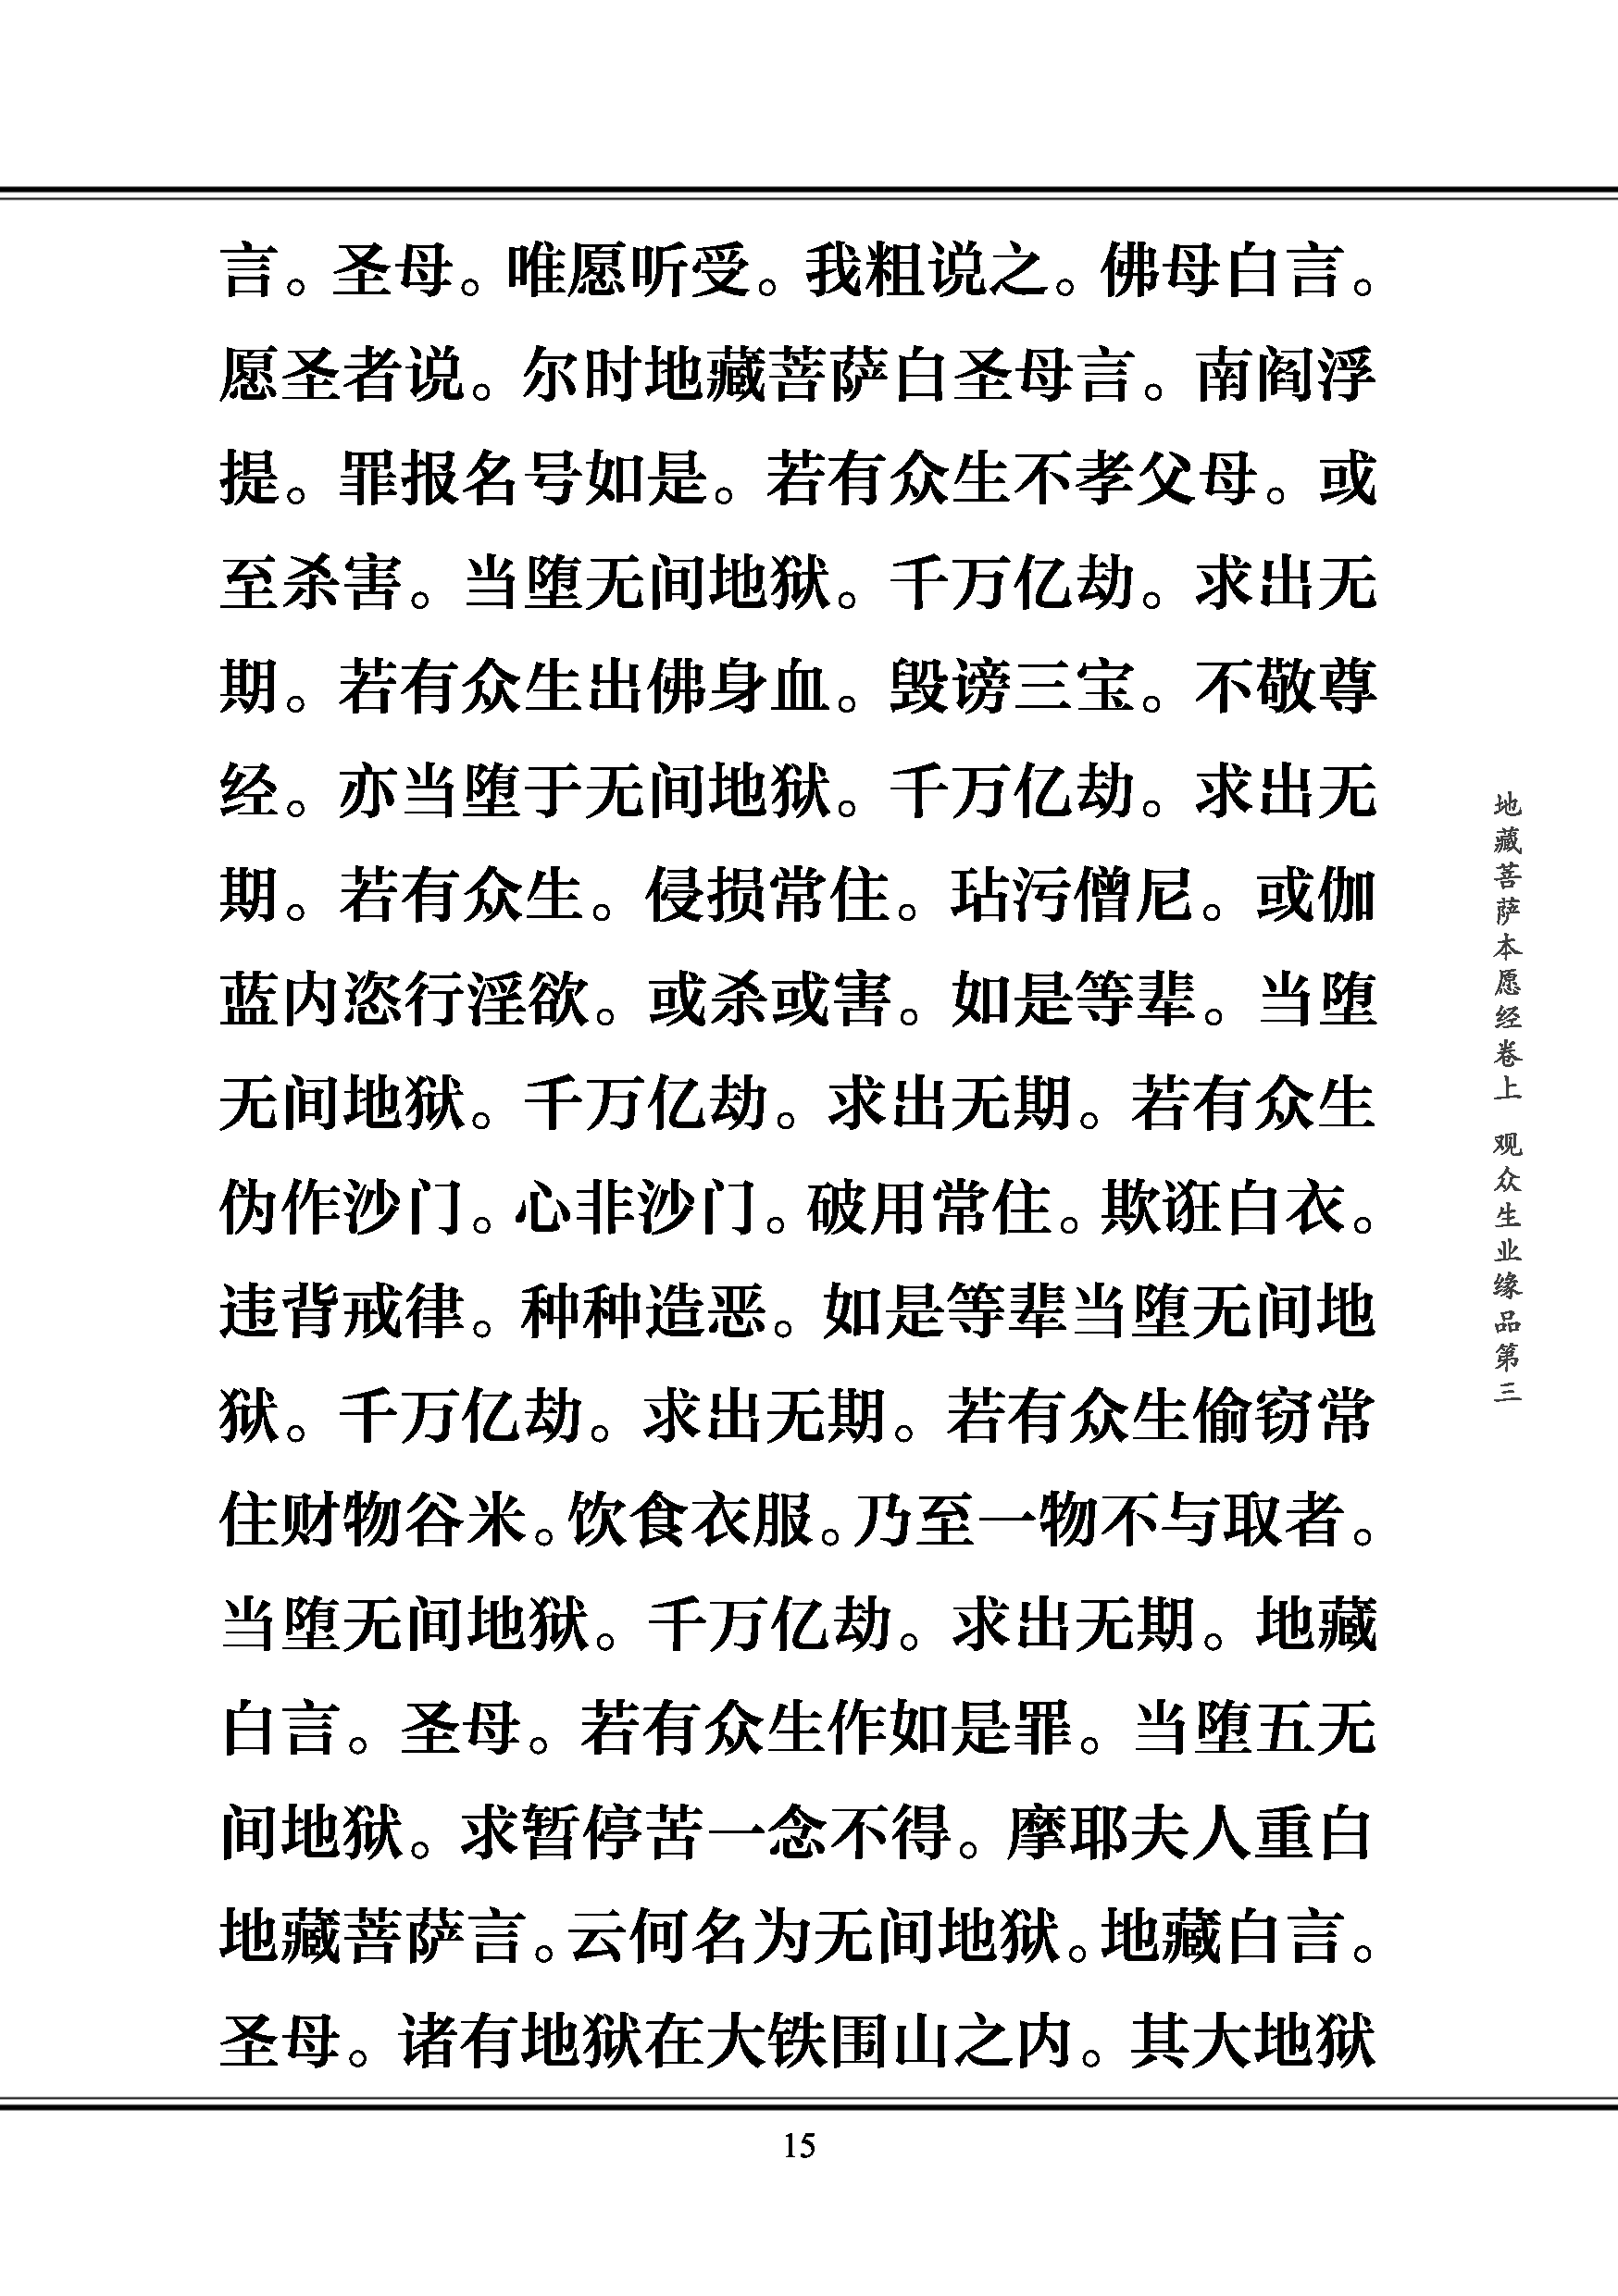 言。圣母。唯愿听受。我粗说之。佛母白言。
愿圣者说。尔时地藏菩萨白圣母言。南阎浮
提。罪报名号如是。若有众生不孝父母。或
至杀害。当堕无间地狱。千万亿劫。求出无
期。若有众生出佛身血。毁谤三宝。不敬尊
经。亦当堕于无间地狱。千万亿劫。求出无
期。若有众生。侵损常住。玷污僧尼。或伽
蓝内恣行淫欲。或杀或害。如是等辈。当堕
无间地狱。千万亿劫。求出无期。若有众生
伪作沙门。心非沙门。破用常住。欺诳白衣。
违背戒律。种种造恶。如是等辈当堕无间地
狱。千万亿劫。求出无期。若有众生偷窃常
住财物谷米。饮食衣服。乃至一物不与取者。
当堕无间地狱。千万亿劫。求出无期。地藏
白言。圣母。若有众生作如是罪。当堕五无
间地狱。求暂停苦一念不得。摩耶夫人重白
地藏菩萨言。云何名为无间地狱。地藏白言。
圣母。诸有地狱在大铁围山之内。其大地狱
地藏菩萨本愿经卷上 观众生业缘品第三
15